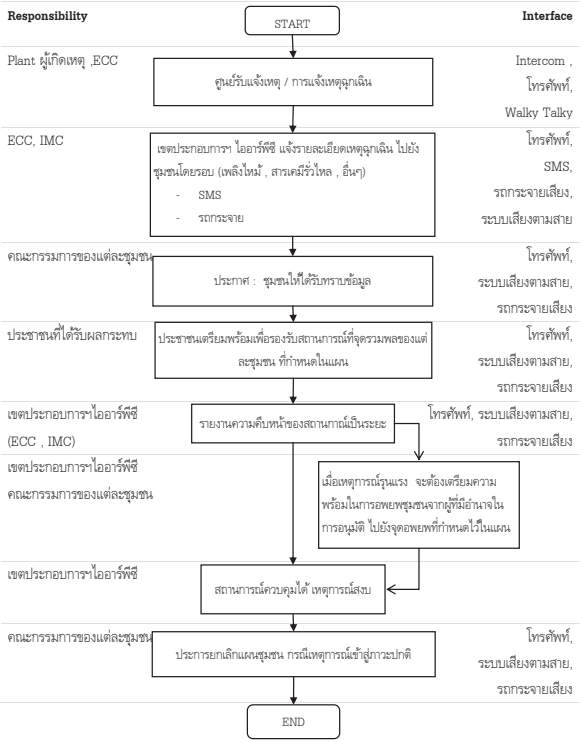 Responsibility
START
Interface
Plant ผู้เกิดเหตุ ,ECC
ศูนย์รับแจ้งเหตุ / การแจ้งเหตุฉุกเฉิน
Intercom ,
โทรศัพท์,
Walky Talky
ECC, IMC
เขตประกอบการฯ ไออาร์พีซี แจ้งรายละเอียดเหตุฉุกเฉิน ไปยัง
ชุมชนโดยรอบ (เพลิงไหม้ , สารเคมีรั่วไหล , อื่นๆ)
- SMS
- รถกระจาย
โทรศัพท์,
SMS,
รถกระจายเสียง,
ระบบเสียงตามสาย
คณะกรรมการของแต่ละชุมชน
ประกาศ : ชุมชนให้ได้รับทราบข้อมูล
โทรศัพท์,
ระบบเสียงตามสาย,
รถกระจายเสียง
ประชาชนที่ได้รับผลกระทบ
ประชาชนเตรียมพร้อมเพื่อรองรับสถานการณ์ที่จุดรวมพลของแต่
ละชุมชน ที่กำหนดในแผน
โทรศัพท์,
ระบบเสียงตามสาย,
รถกระจายเสียง
เขตประกอบการฯไออาร์พีซี
(ECC , IMC)
รายงานความคืบหน้าของสถานกาณ์เป็นระยะ
โทรศัพท์, ระบบเสียงตามสาย,
รถกระจายเสียง
เขตประกอบการฯไออาร์พีซี
คณะกรรมการของแต่ละชุมชน
เมื่อเหตุการณ์รุนแรง จะต้องเตรียมความ
พร้อมในการอพยพชุมชนจากผู้ที่มีอำนาจใน
การอนุมัติ ไปยังจุดอพยพที่กำหนดไว้ในแผน
เขตประกอบการฯไออาร์พีซี
สถานการณ์ควบคุมได้ เหตุการณ์สงบ
คณะกรรมการของแต่ละชุมชน
ประการยกเลิกแผนชุมชน กรณีเหตุการณ์เข้าสู่ภาวะปกติ
โทรศัพท์,
ระบบเสียงตามสาย,
รถกระจายเสียง
END